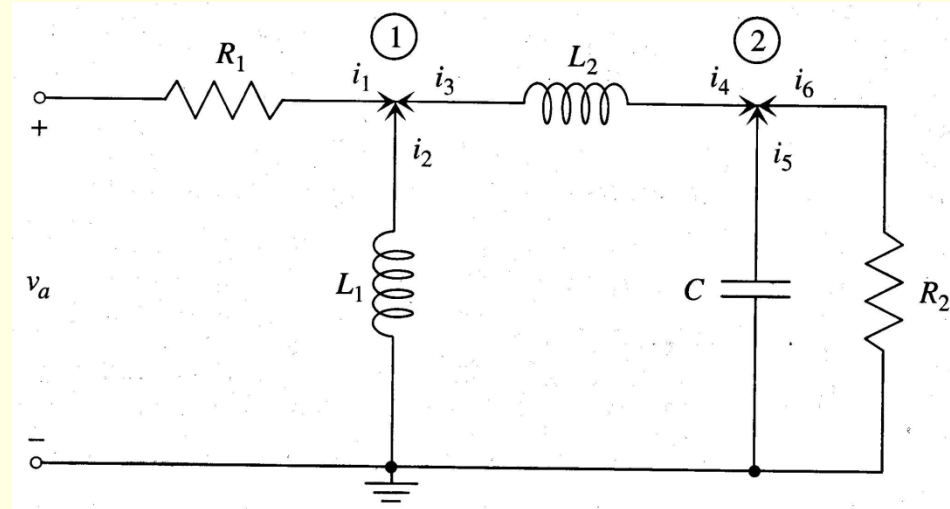 ① ②
R₁ i₁ i₃ L₂ i₄ i₆
+
i₂ i₅
vₐ L₁ C R₂
−